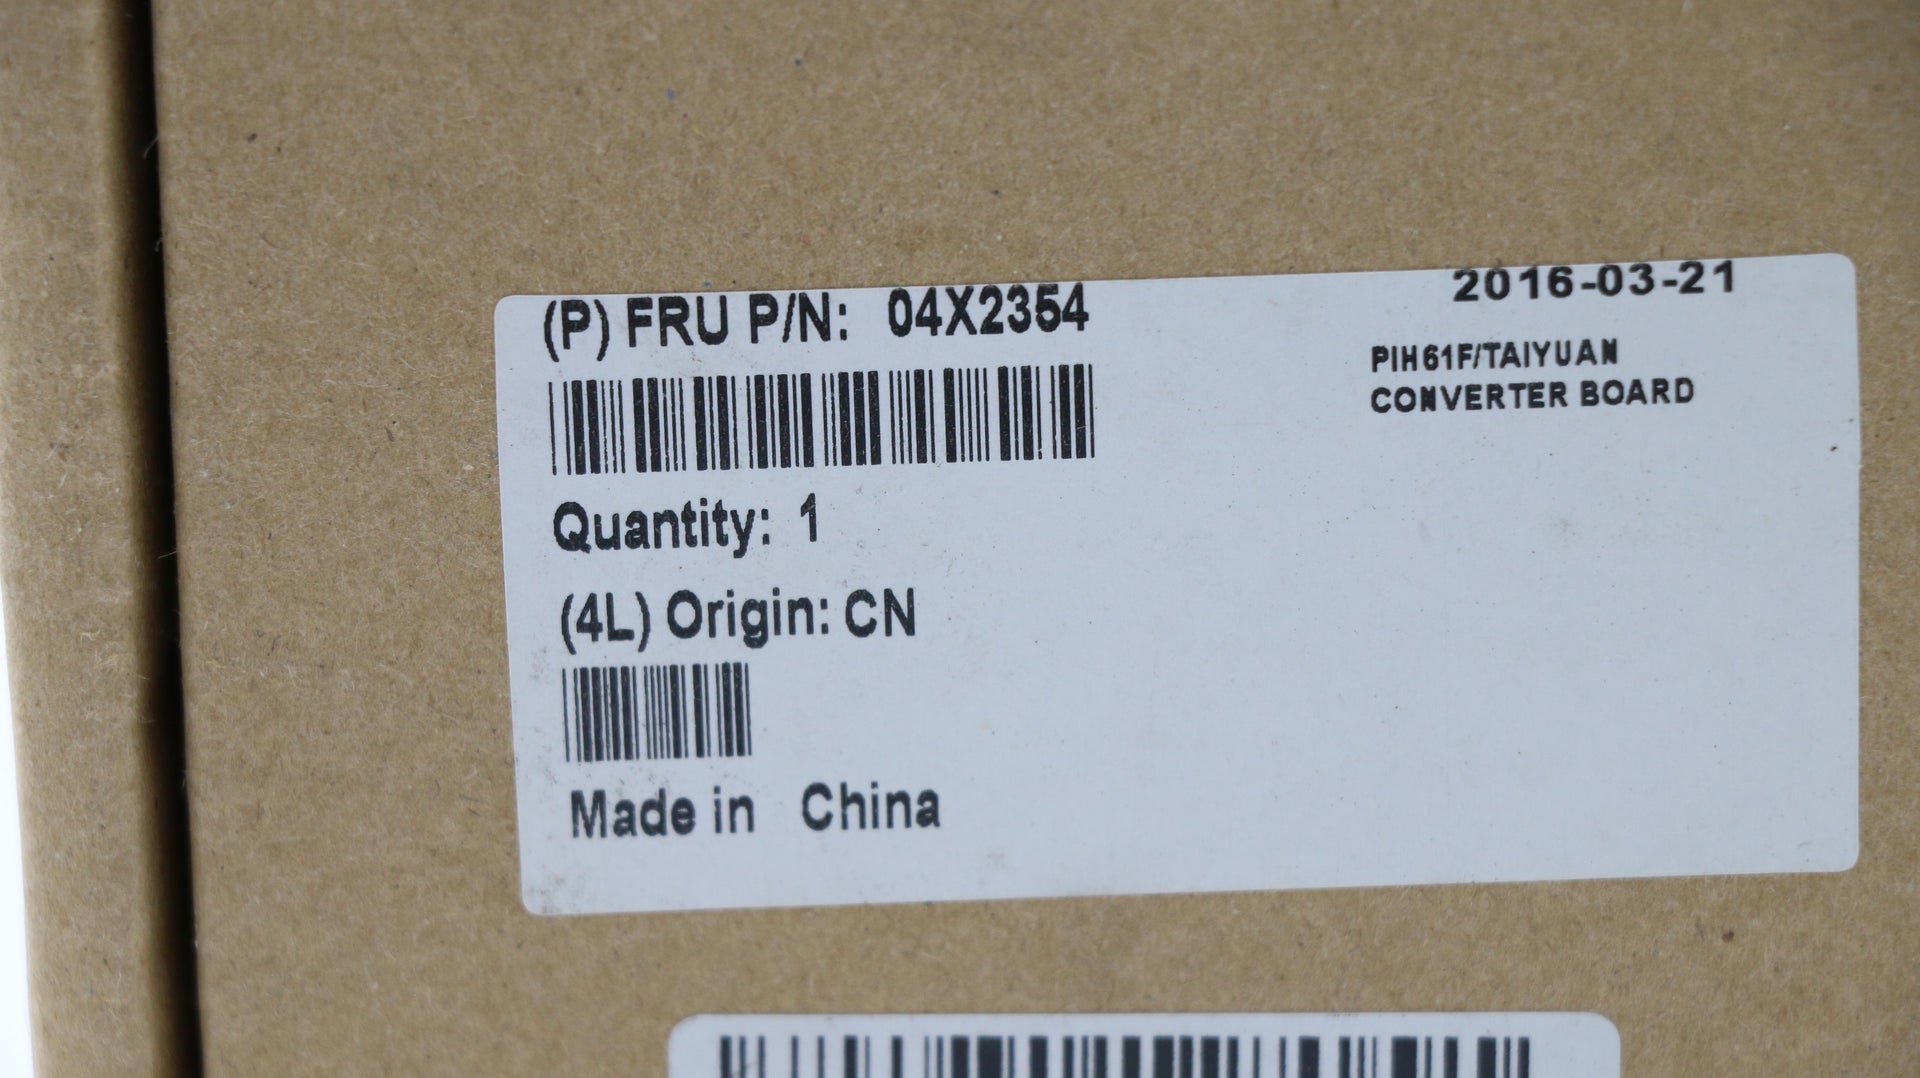 (P) FRU P/N: 04X2354
2016-03-21
PIH61F/TAIYUAN
CONVERTER BOARD
Quantity: 1
(4L) Origin: CN
Made in China